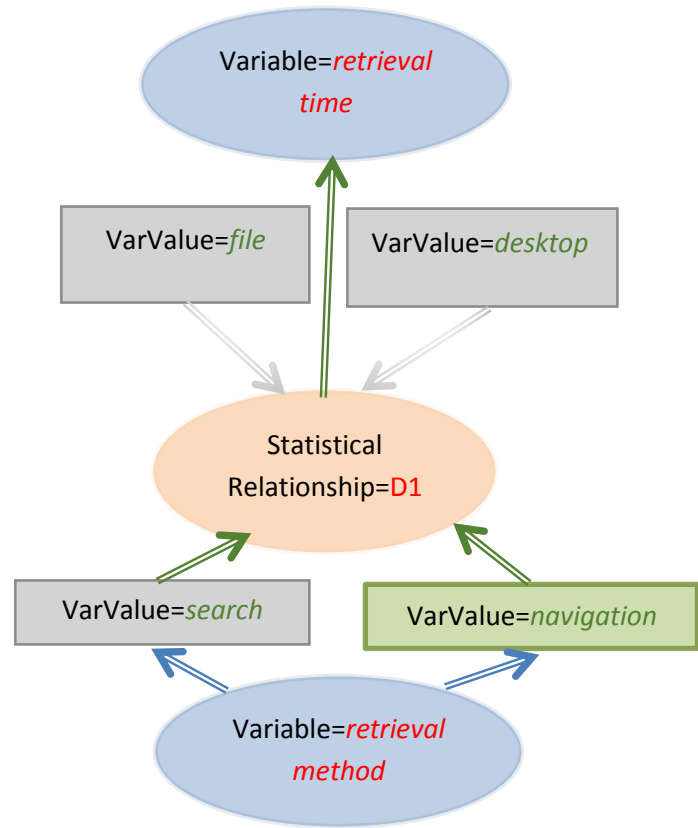 Variable=retrieval
time
VarValue=file
VarValue=desktop
Statistical
Relationship=D1
VarValue=search
VarValue=navigation
Variable=retrieval
method